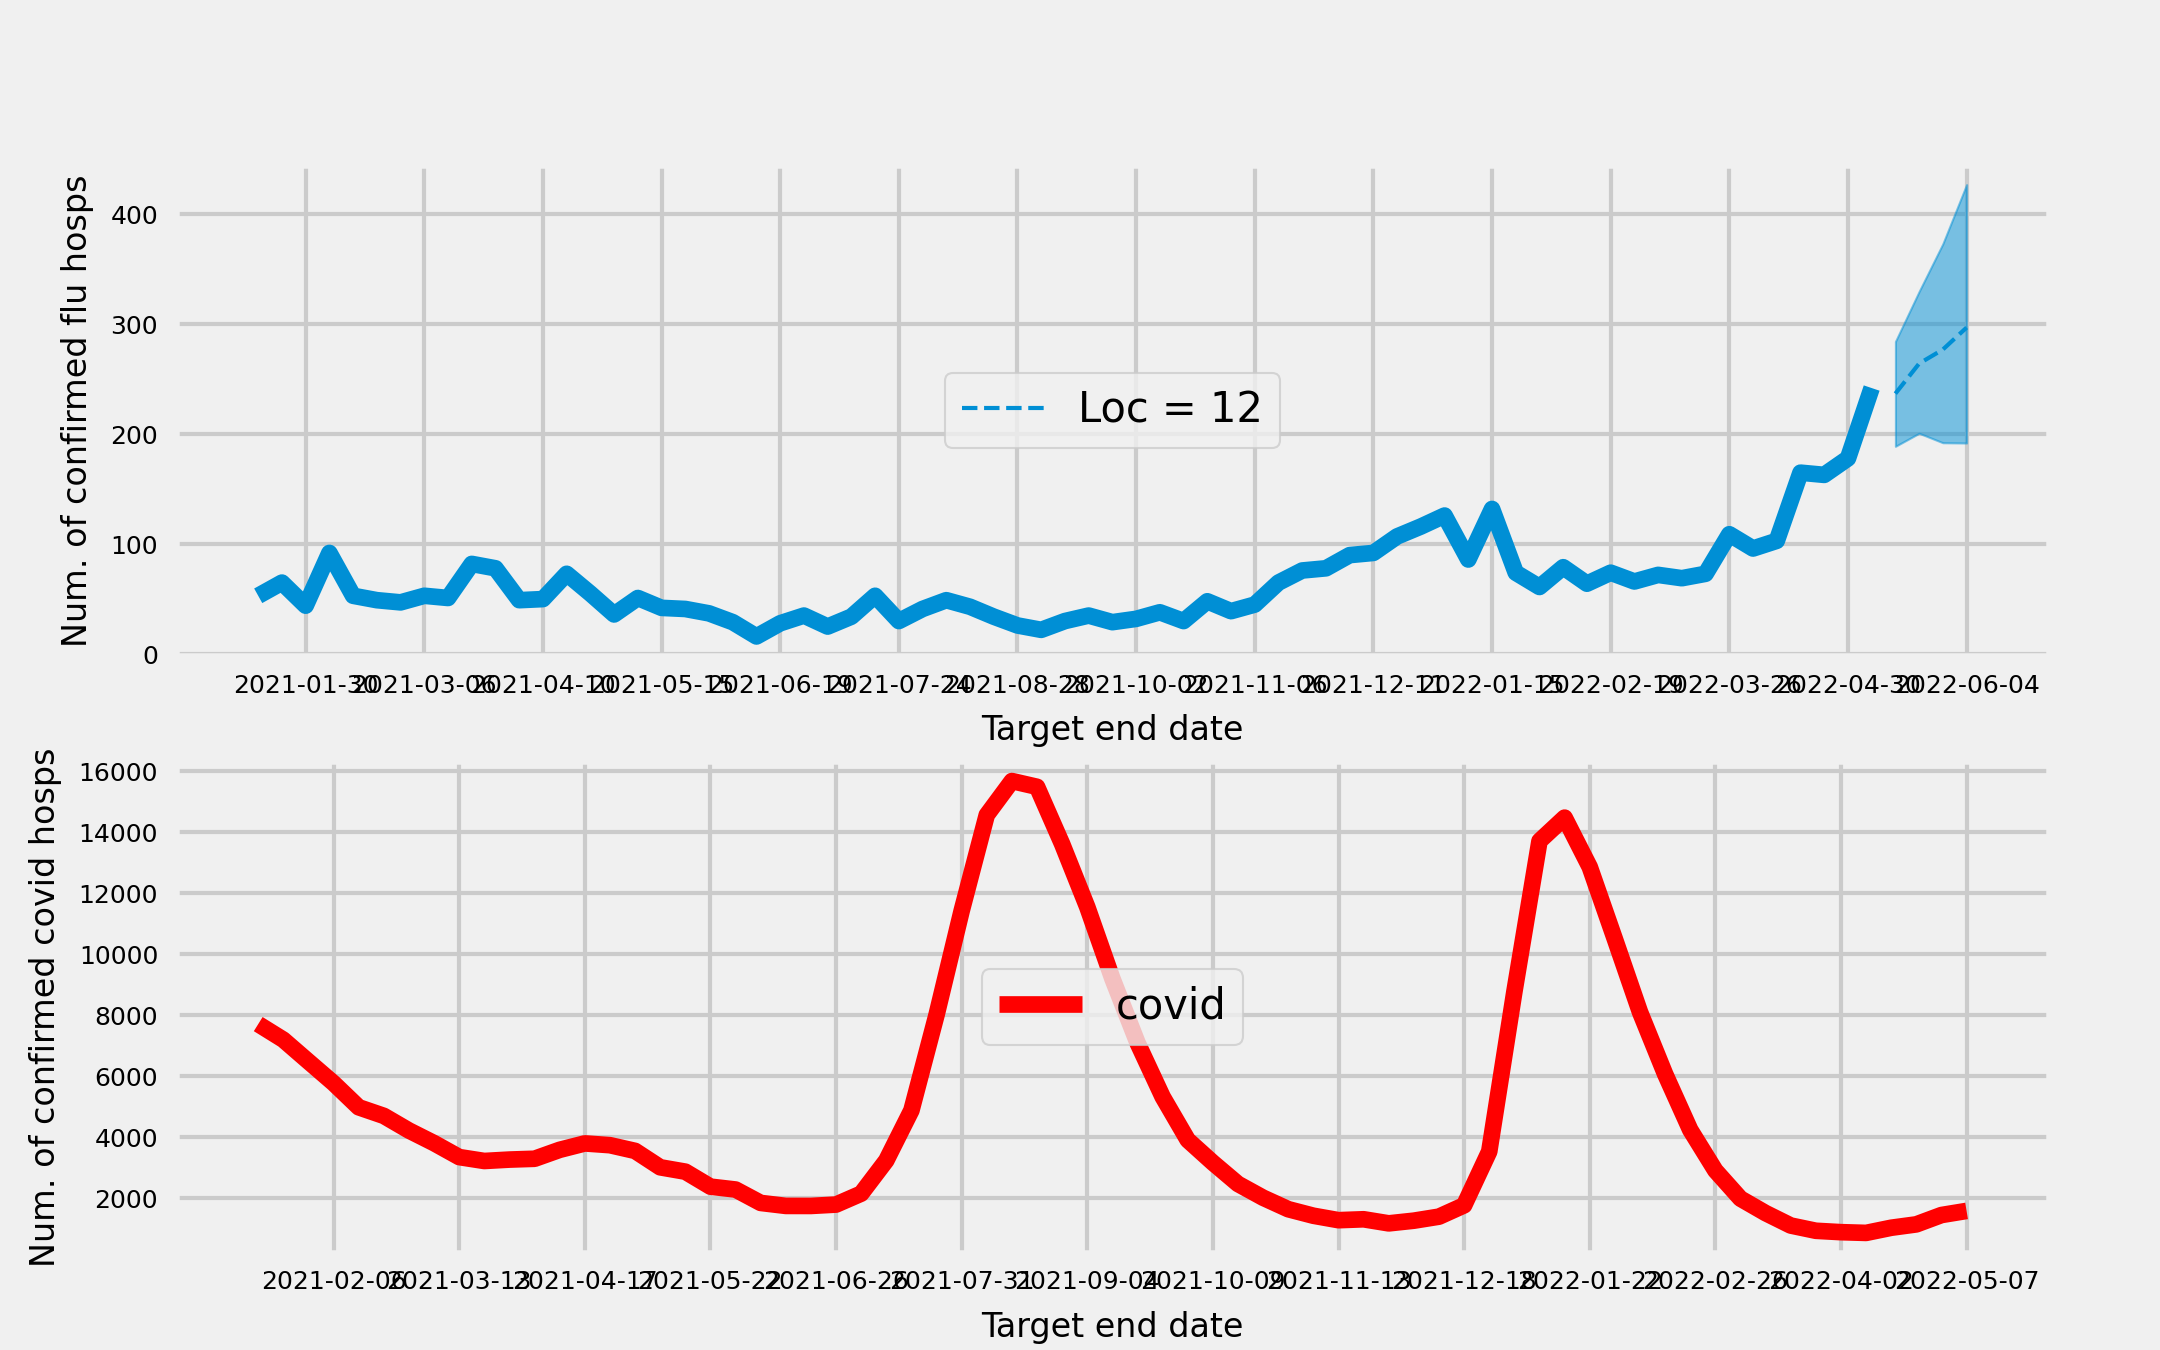 Num. of confirmed flu hosps
400
300
200
100
0
Loc = 12
2021-01-30 2021-03-06 2021-04-10 2021-05-15 2021-06-19 2021-07-24 2021-08-28 2021-10-02 2021-11-06 2021-12-11 2022-01-15 2022-02-19 2022-03-26 2022-04-30 2022-06-04
Target end date
Num. of confirmed covid hosps
16000
14000
12000
10000
8000
6000
4000
2000
covid
2021-02-06 2021-03-13 2021-04-17 2021-05-22 2021-06-26 2021-07-31 2021-09-04 2021-10-09 2021-11-13 2021-12-18 2022-01-22 2022-02-26 2022-04-02 2022-05-07
Target end date